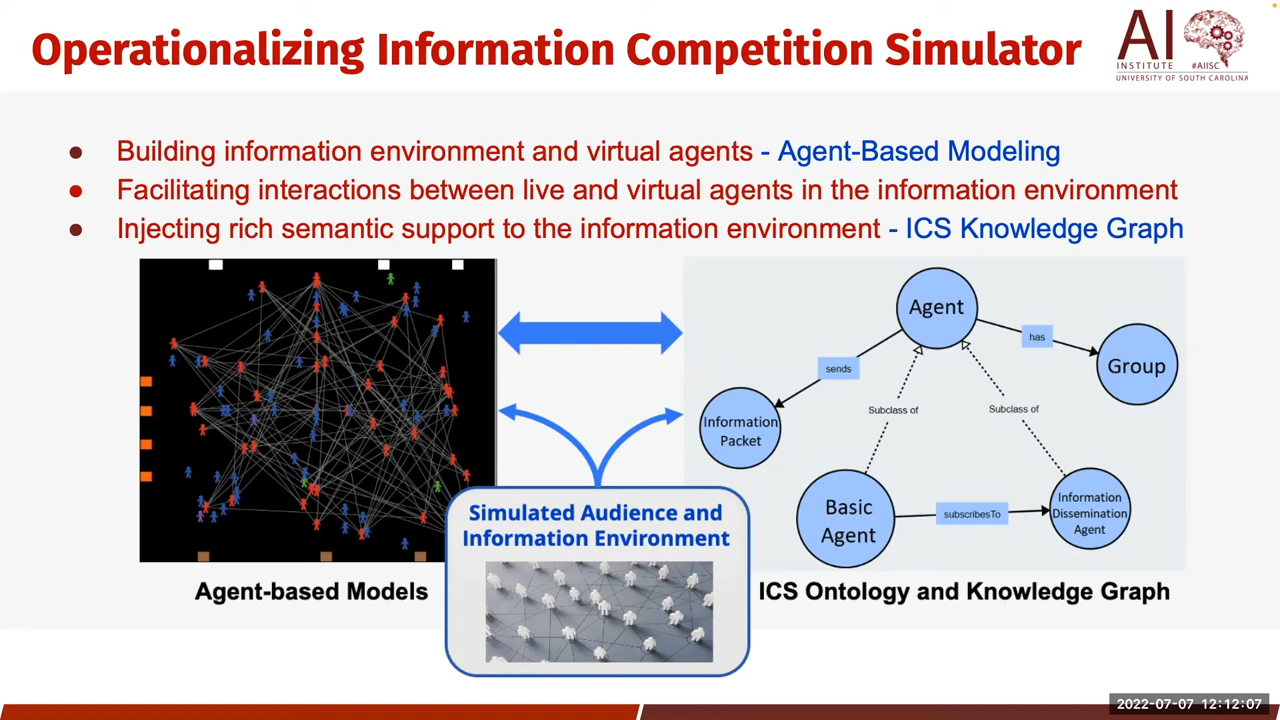 Operationalizing Information Competition Simulator
AI
INSTITUTE #AIISC
UNIVERSITY OF SOUTH CAROLINA
● Building information environment and virtual agents - Agent-Based Modeling
● Facilitating interactions between live and virtual agents in the information environment
● Injecting rich semantic support to the information environment - ICS Knowledge Graph
Agent
has
Group
sends
Information
Packet
Subclass of
Subclass of
Basic
Agent
subscribesTo
Information
Dissemination
Agent
Simulated Audience and
Information Environment
Agent-based Models
ICS Ontology and Knowledge Graph
2022-07-07 12:12:07